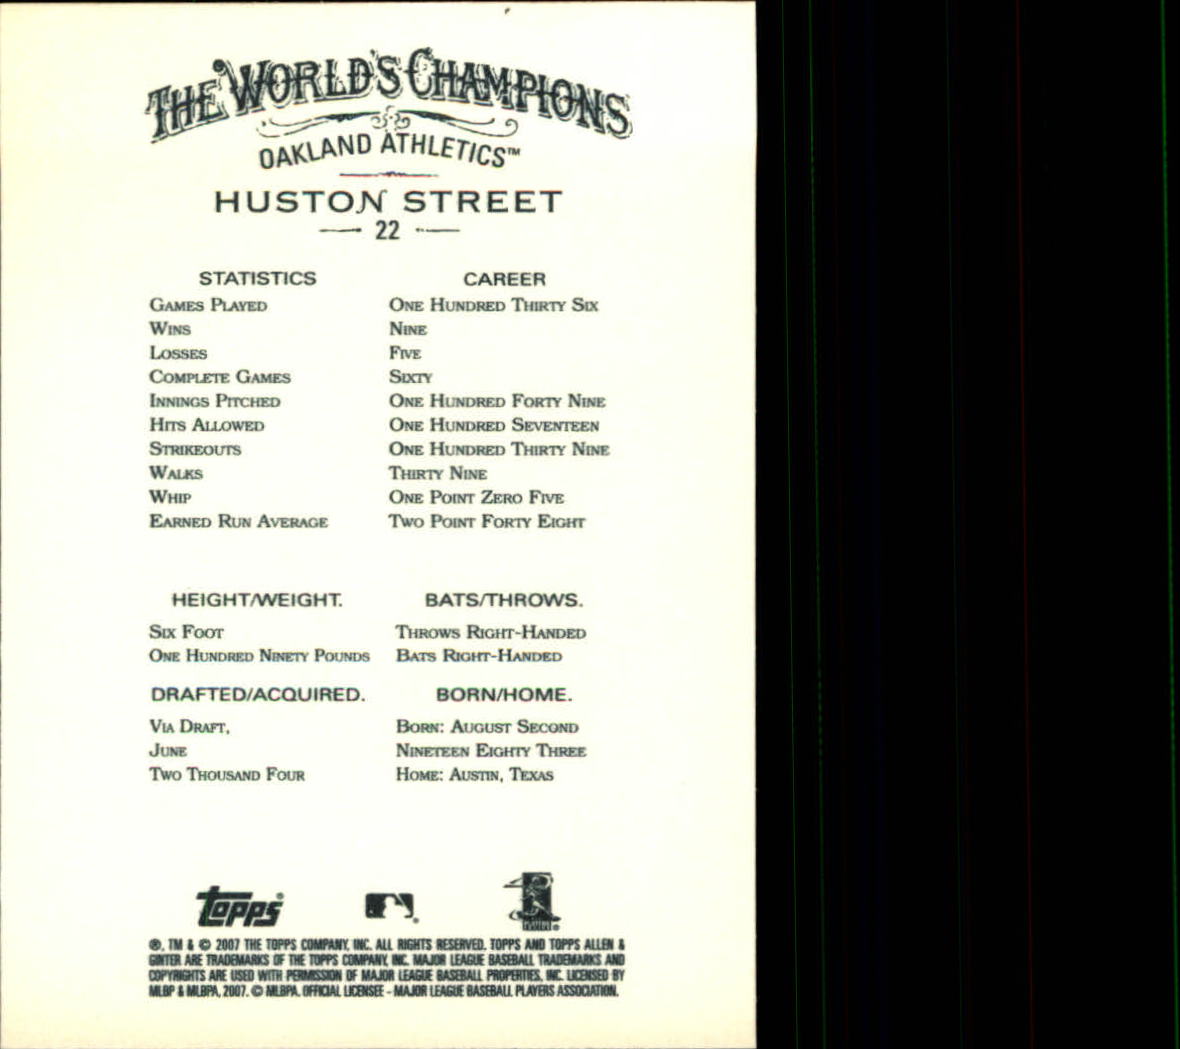 THE WORLD'S CHAMPIONS
OAKLAND ATHLETICS™
HUSTON STREET
22
STATISTICS CAREER
GAMES PLAYED ONE HUNDRED THIRTY SIX
WINS NINE
LOSSES FIVE
COMPLETE GAMES SIXTY
INNINGS PITCHED ONE HUNDRED FORTY NINE
HITS ALLOWED ONE HUNDRED SEVENTEEN
STRIKEOUTS ONE HUNDRED THIRTY NINE
WALKS THIRTY NINE
WHIP ONE POINT ZERO FIVE
EARNED RUN AVERAGE TWO POINT FORTY EIGHT
HEIGHT/WEIGHT. BATS/THROWS.
SIX FOOT THROWS RIGHT-HANDED
ONE HUNDRED NINETY POUNDS BATS RIGHT-HANDED
DRAFTED/ACQUIRED. BORN/HOME.
VIA DRAFT, BORN: AUGUST SECOND
JUNE NINETEEN EIGHTY THREE
TWO THOUSAND FOUR HOME: AUSTIN, TEXAS
topps®
®, TM & © 2007 THE TOPPS COMPANY, INC. ALL RIGHTS RESERVED. TOPPS AND TOPPS ALLEN &
GINTER ARE TRADEMARKS OF THE TOPPS COMPANY, INC. MAJOR LEAGUE BASEBALL TRADEMARKS AND
COPYRIGHTS ARE USED WITH PERMISSION OF MAJOR LEAGUE BASEBALL PROPERTIES, INC. LICENSED BY
MLBP & MLBPA, 2007. © MLBPA. OFFICIAL LICENSEE - MAJOR LEAGUE BASEBALL PLAYERS ASSOCIATION.